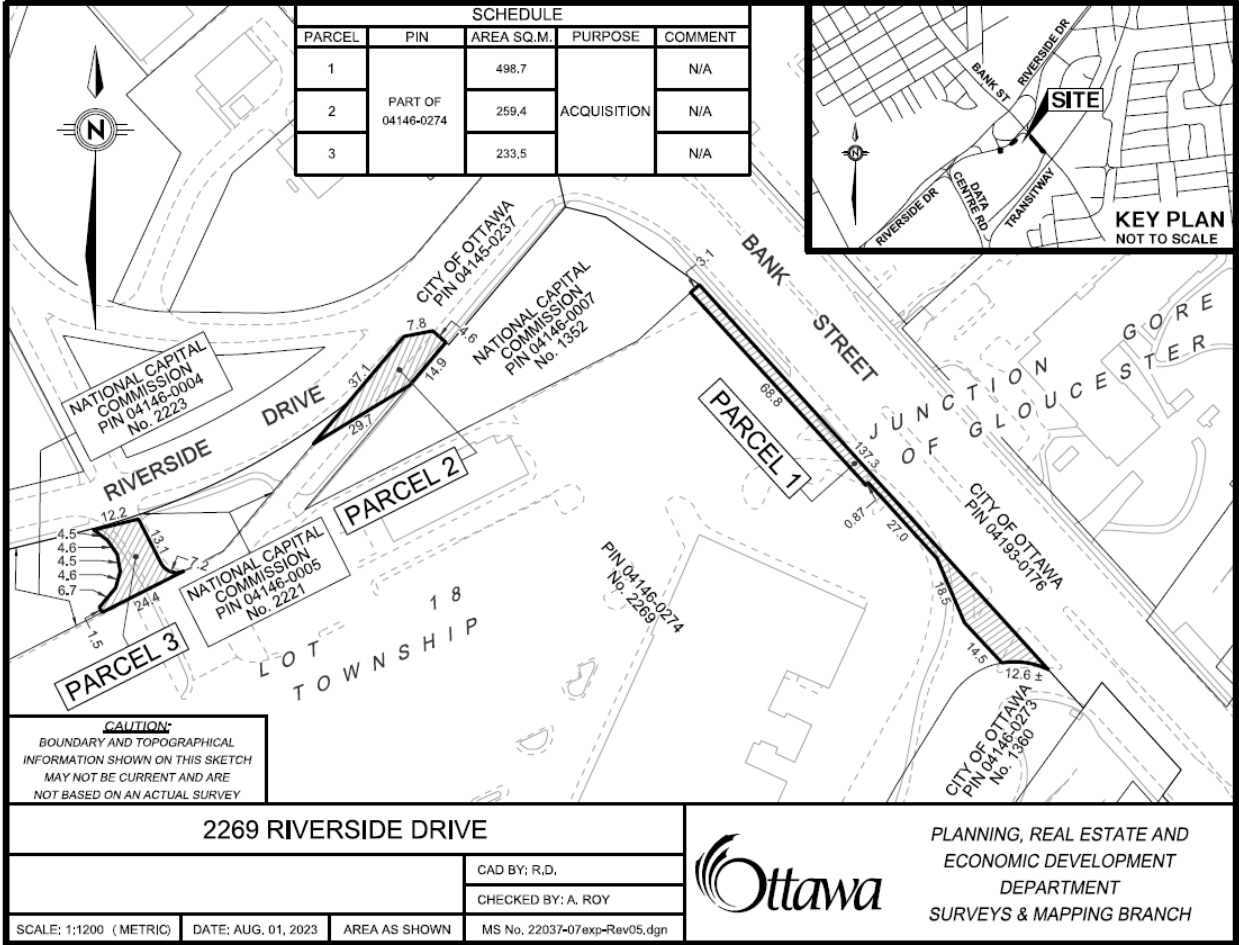 SCHEDULE
PARCEL PIN AREA SQ.M. PURPOSE COMMENT
1 498.7 N/A
PART OF
04146-0274
2 259.4 ACQUISITION N/A
3 233.5 N/A
N
BANK ST
RIVERSIDE DR
SITE
N
RIVERSIDE DR
DATA
CENTRE RD
TRANSITWAY
KEY PLAN
NOT TO SCALE
CITY OF OTTAWA
PIN 04145-0237
NATIONAL CAPITAL
COMMISSION
PIN 04146-0007
No. 1352
3.1
BANK
STREET
7.8
4.6
14.9
37.1
29.7
NATIONAL CAPITAL
COMMISSION
PIN 04146-0004
No. 2223
RIVERSIDE
DRIVE
PARCEL 2
PARCEL 1
68.8
137.3
0.87
27.0
18.5
14.5
12.6 ±
JUNCTION GORE
OF GLOUCESTER
CITY OF OTTAWA
PIN 04193-0176
12.2
4.5
4.6
4.5
4.6
6.7
13.1
7.2
24.4
1.5
PARCEL 3
NATIONAL CAPITAL
COMMISSION
PIN 04146-0005
No. 2221
LOT 18
TOWNSHIP
PIN 04146-0274
No. 2269
CITY OF OTTAWA
PIN 04146-0273
No. 1360
CAUTION:
BOUNDARY AND TOPOGRAPHICAL
INFORMATION SHOWN ON THIS SKETCH
MAY NOT BE CURRENT AND ARE
NOT BASED ON AN ACTUAL SURVEY
2269 RIVERSIDE DRIVE
CAD BY: R.D.
CHECKED BY: A. ROY
SCALE: 1:1200 (METRIC) DATE: AUG. 01, 2023 AREA AS SHOWN MS No. 22037-07exp-Rev05.dgn
Ottawa
PLANNING, REAL ESTATE AND
ECONOMIC DEVELOPMENT
DEPARTMENT
SURVEYS & MAPPING BRANCH